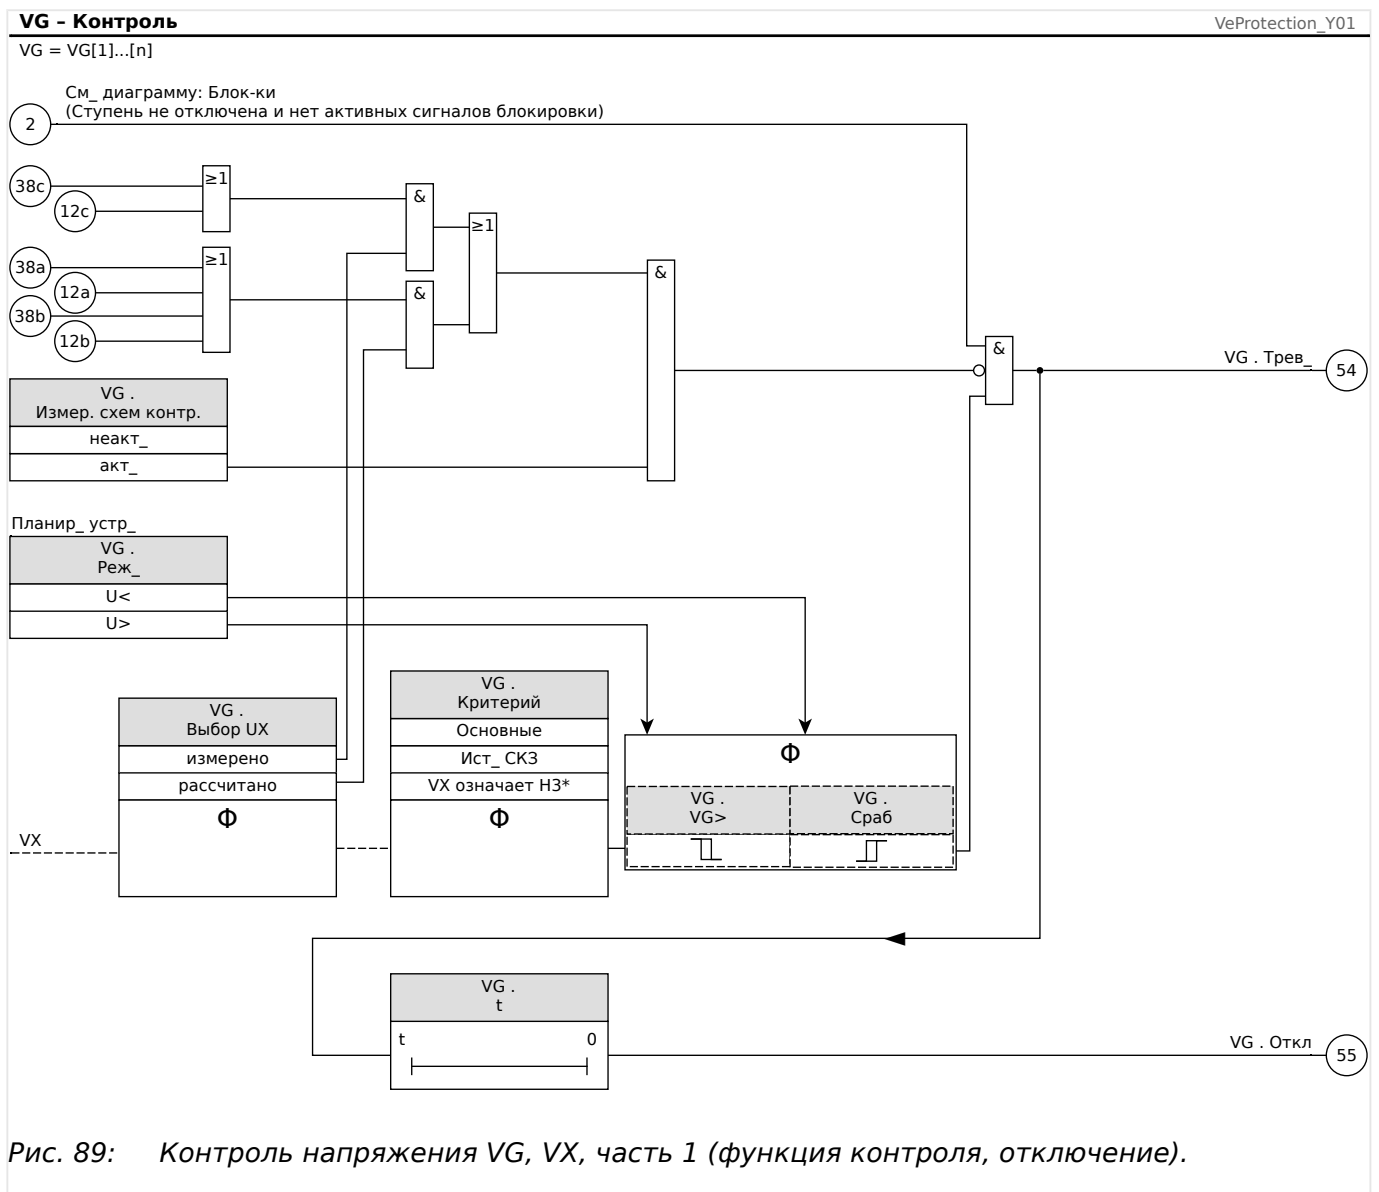 VG – Контроль
VeProtection_Y01
VG = VG[1]...[n]
См_ диаграмму: Блок-ки
(Ступень не отключена и нет активных сигналов блокировки)
2
38c
12c
≥1
&
≥1
38a
12a
38b
12b
≥1
&
&
&
VG . Трев_
54
VG .
Измер. схем контр.
неакт_
акт_
Планир_ устр_
VG .
Реж_
U<
U>
VG .
Выбор UX
измерено
рассчитано
Ф
VX
VG .
Критерий
Основные
Ист_ СКЗ
VX означает H3*
Ф
Ф
VG .
VG>
VG .
Сраб
VG .
t
t
0
VG . Откл
55
Рис. 89: Контроль напряжения VG, VX, часть 1 (функция контроля, отключение).